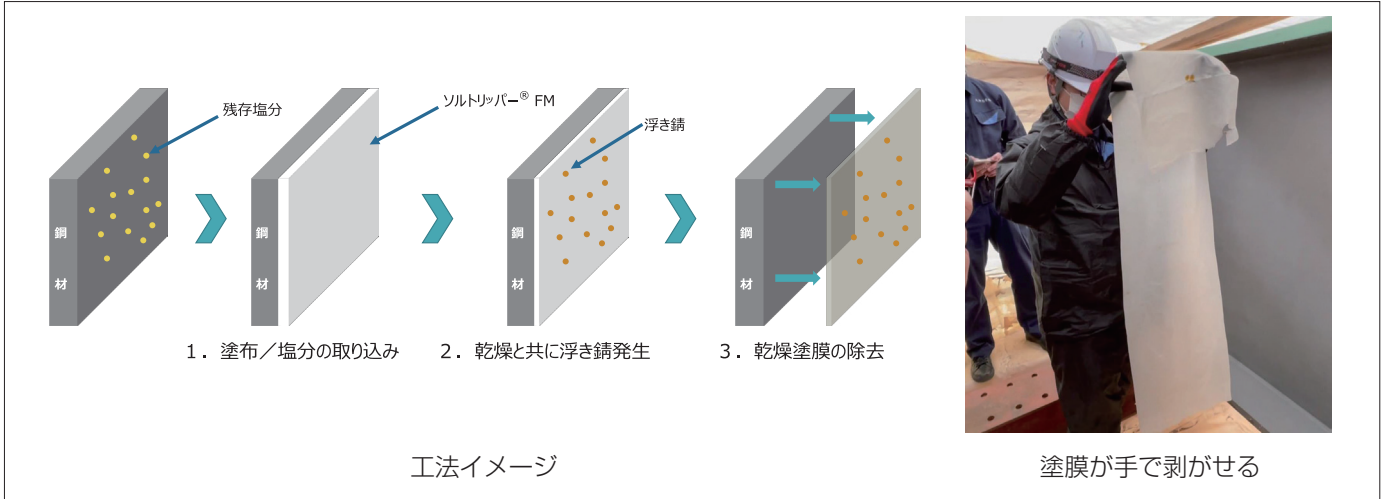 残存塩分
ソルトリッパー® FM
浮き錆
鋼
材
鋼
材
鋼
材
鋼
材
1. 塗布／塩分の取り込み
2. 乾燥と共に浮き錆発生
3. 乾燥塗膜の除去
工法イメージ
塗膜が手で剥がせる